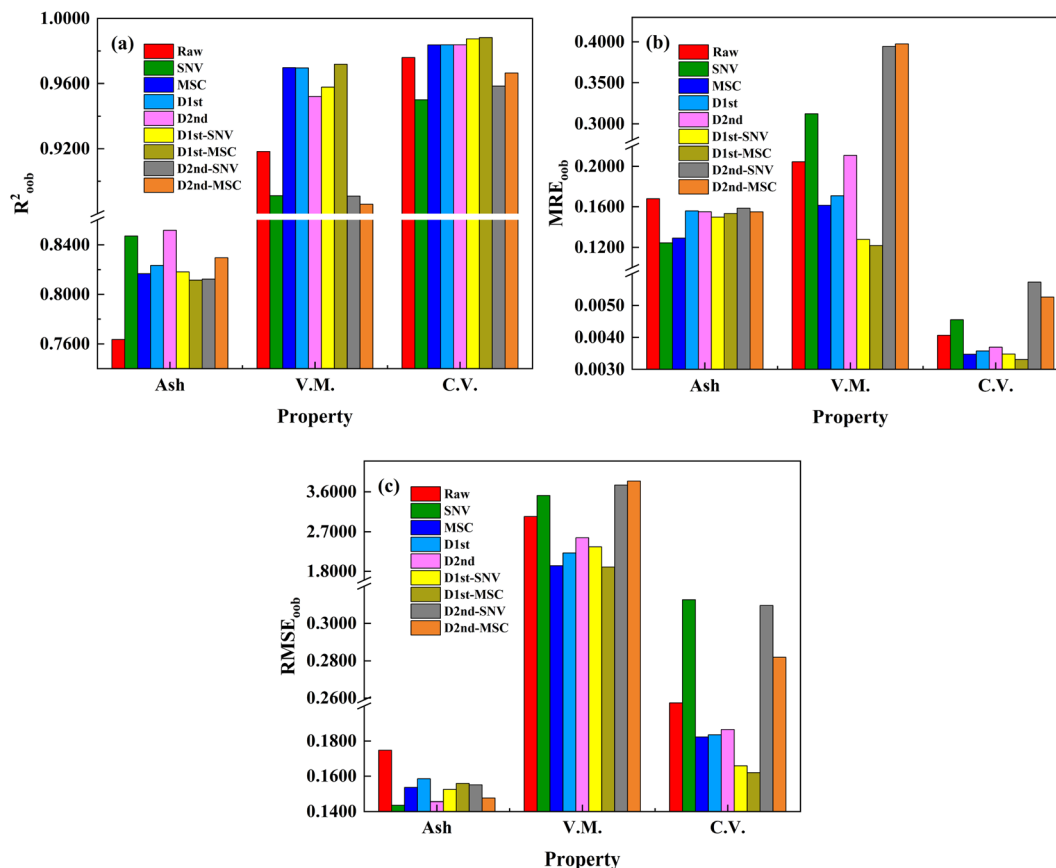 (a)
Raw
SNV
MSC
D1st
D2nd
D1st-SNV
D1st-MSC
D2nd-SNV
D2nd-MSC
1.0000
0.9600
0.9200
0.8400
0.8000
0.7600
R²oob
Ash V.M. C.V.
Property
(b)
Raw
SNV
MSC
D1st
D2nd
D1st-SNV
D1st-MSC
D2nd-SNV
D2nd-MSC
0.4000
0.3500
0.3000
0.2000
0.1600
0.1200
0.0050
0.0040
0.0030
MREoob
Ash V.M. C.V.
Property
(c)
Raw
SNV
MSC
D1st
D2nd
D1st-SNV
D1st-MSC
D2nd-SNV
D2nd-MSC
3.6000
2.7000
1.8000
0.3000
0.2800
0.2600
0.1800
0.1600
0.1400
RMSEoob
Ash V.M. C.V.
Property